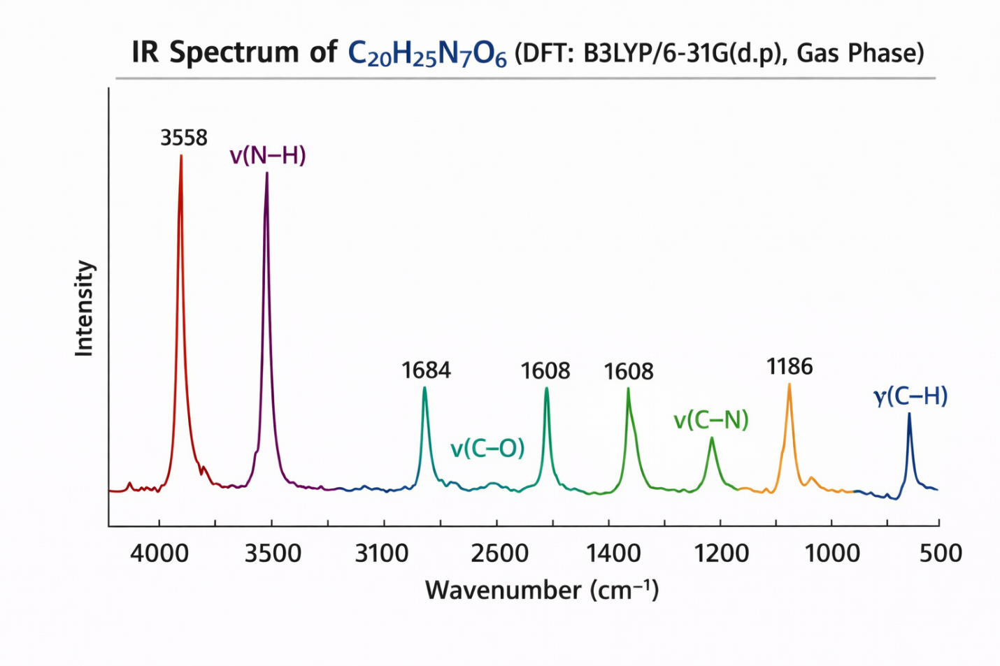 IR Spectrum of C₂₀H₂₅N₇O₆ (DFT: B3LYP/6-31G(d.p), Gas Phase)
3558
ν(N–H)
1684
1608
1608
1186
ν(C–O)
ν(C–N)
γ(C–H)
Intensity
4000 3500 3100 2600 1400 1200 1000 500
Wavenumber (cm⁻¹)